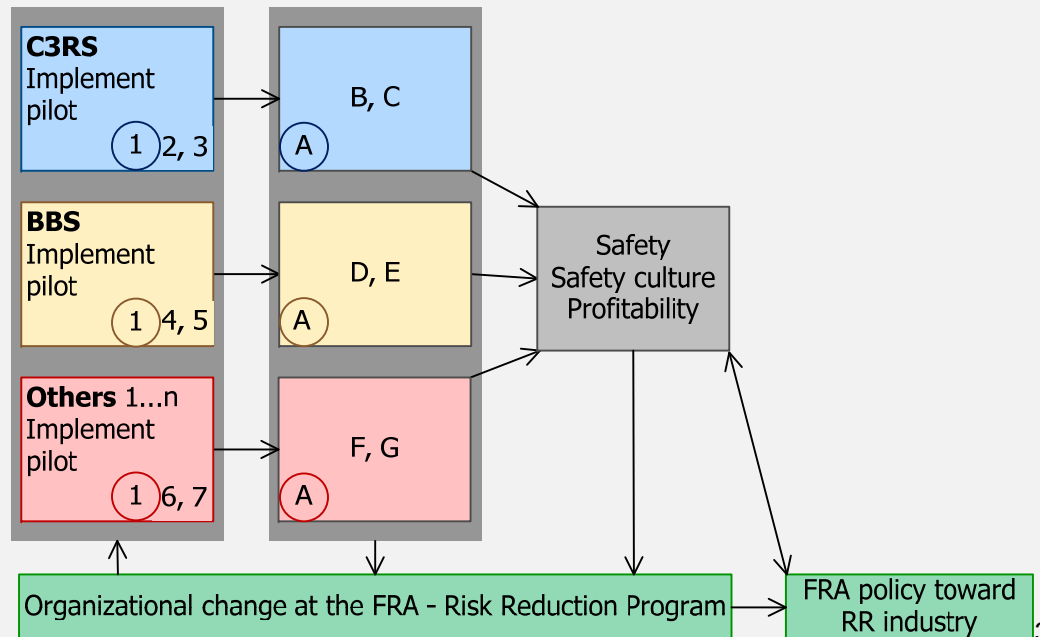 C3RS
Implement
pilot
1 2, 3
B, C
A
BBS
Implement
pilot
1 4, 5
D, E
A
Others 1...n
Implement
pilot
1 6, 7
F, G
A
Safety
Safety culture
Profitability
Organizational change at the FRA - Risk Reduction Program
FRA policy toward
RR industry